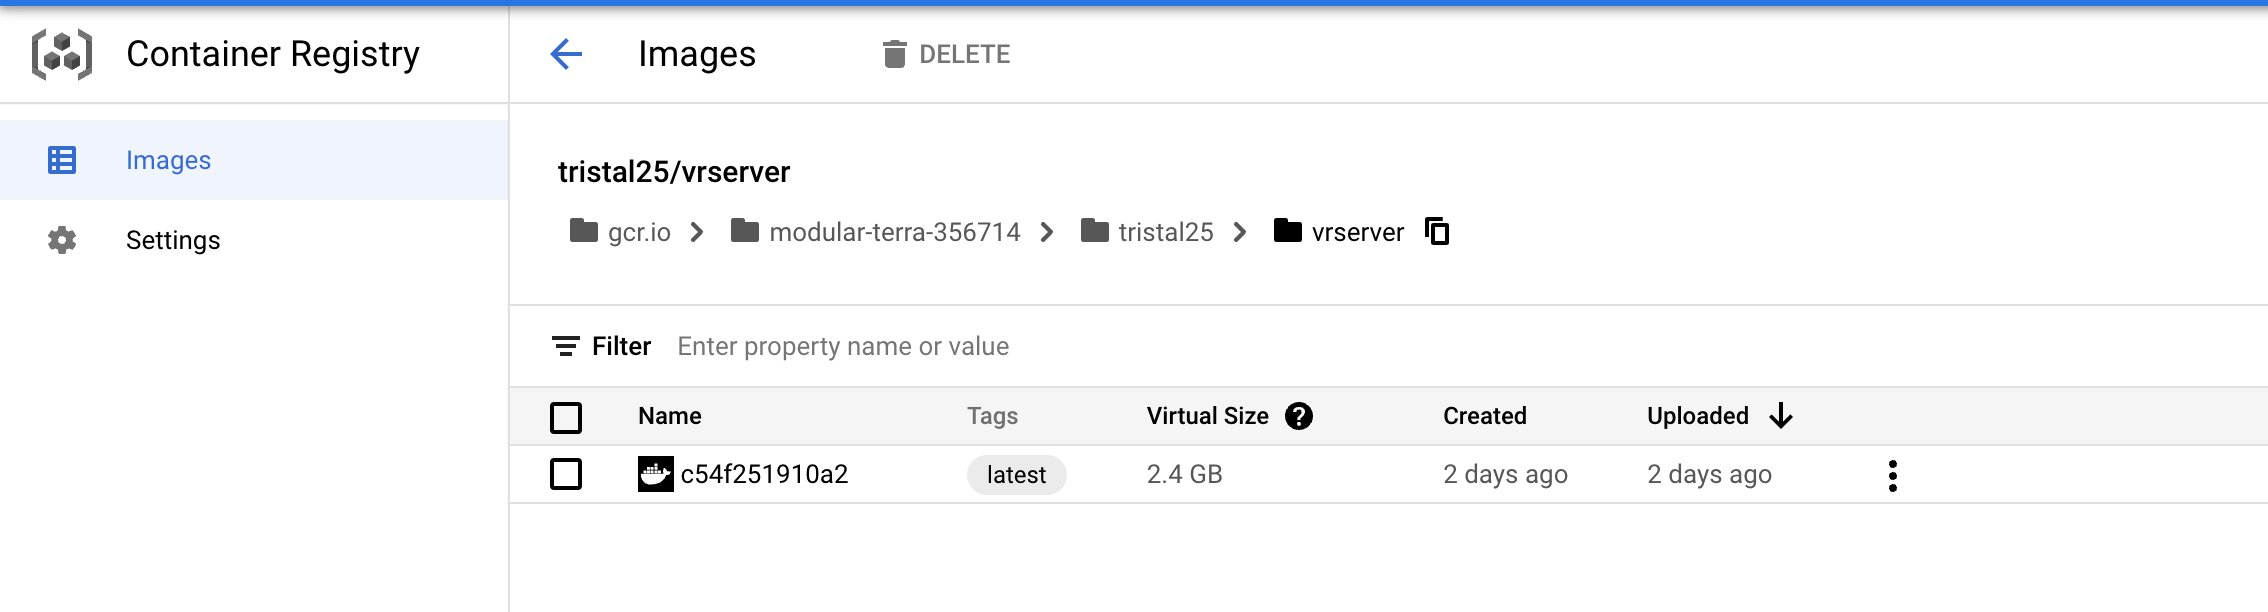 Container Registry
Images
DELETE
Images
Settings
tristal25/vrserver
gcr.io modular-terra-356714 tristal25 vrserver
Filter Enter property name or value
Name Tags Virtual Size ? Created Uploaded
c54f251910a2 latest 2.4 GB 2 days ago 2 days ago